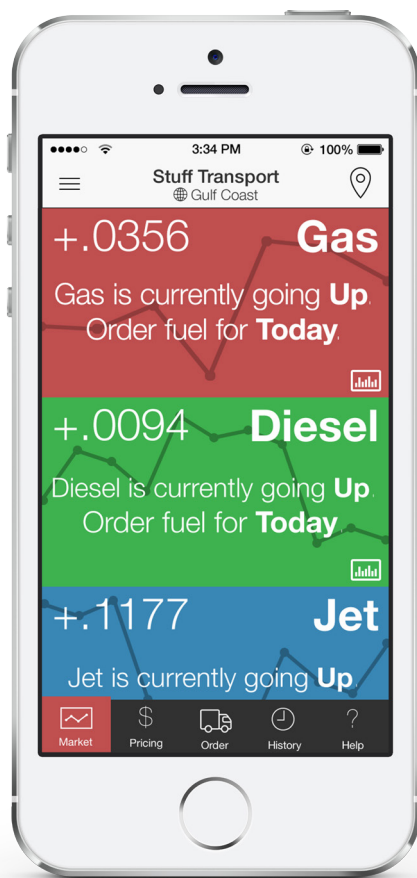 3:34 PM
100%
Stuff Transport
Gulf Coast
+.0356
Gas
Gas is currently going Up.
Order fuel for Today.
+.0094
Diesel
Diesel is currently going Up.
Order fuel for Today
+.1177
Jet
Jet is currently going Up.
Market
Pricing
Order
History
Help